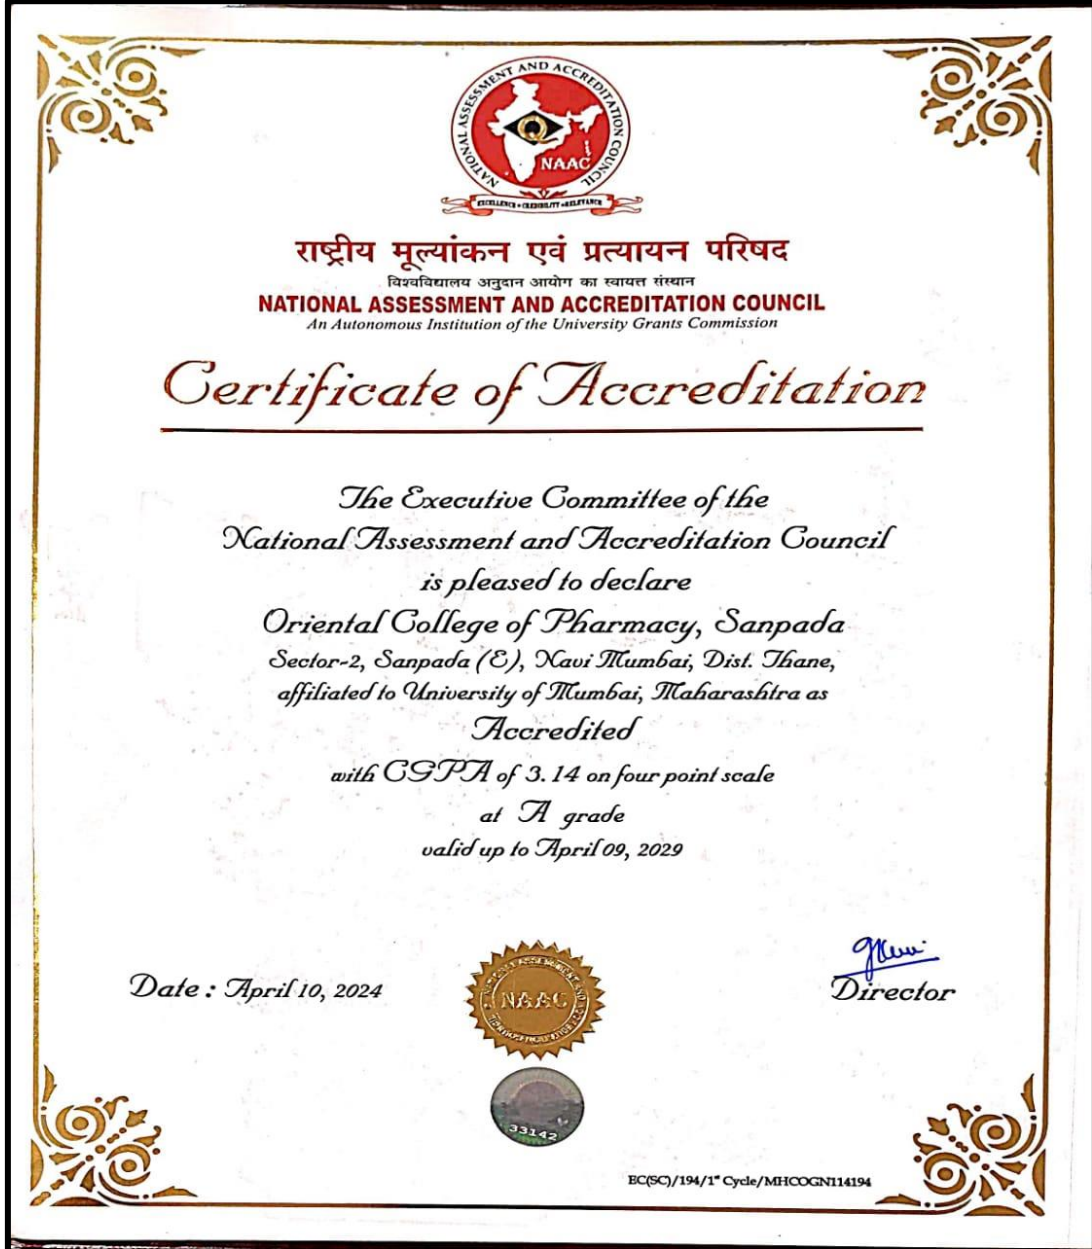 NATIONAL ASSESSMENT AND ACCREDITATION COUNCIL
NAAC
EXCELLENCE • CREDIBILITY • RELEVANCE
राष्ट्रीय मूल्यांकन एवं प्रत्यायन परिषद
विश्वविद्यालय अनुदान आयोग का स्वायत्त संस्थान
NATIONAL ASSESSMENT AND ACCREDITATION COUNCIL
An Autonomous Institution of the University Grants Commission
Certificate of Accreditation
The Executive Committee of the
National Assessment and Accreditation Council
is pleased to declare
Oriental College of Pharmacy, Sanpada
Sector-2, Sanpada (E), Navi Mumbai, Dist. Thane,
affiliated to University of Mumbai, Maharashtra as
Accredited
with CGPA of 3.14 on four point scale
at A grade
valid up to April 09, 2029
Date : April 10, 2024
NAAC
Director
33142
EC(SC)/194/1st Cycle/MHCOGN114194